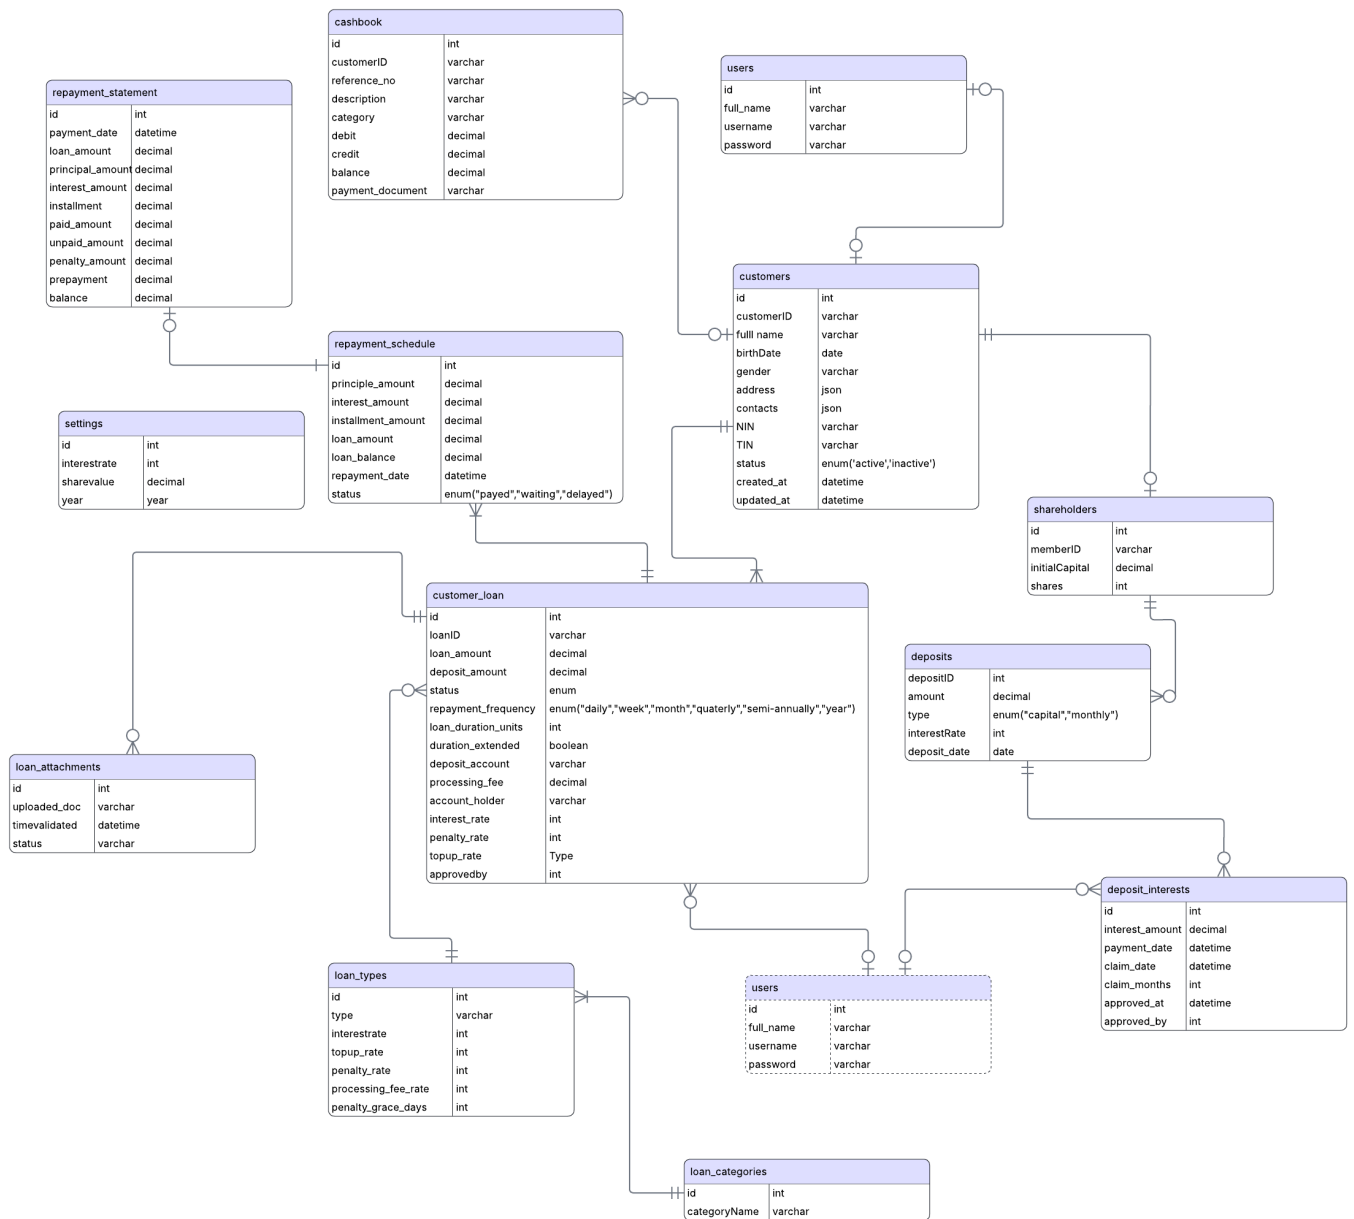 cashbook
id int
customerID varchar
reference_no varchar
description varchar
category varchar
debit decimal
credit decimal
balance decimal
payment_document varchar
users
id int
full_name varchar
username varchar
password varchar
repayment_statement
id int
payment_date datetime
loan_amount decimal
principal_amount decimal
interest_amount decimal
installment decimal
paid_amount decimal
unpaid_amount decimal
penalty_amount decimal
prepayment decimal
balance decimal
customers
id int
customerID varchar
fulll name varchar
birthDate date
gender varchar
address json
contacts json
NIN varchar
TIN varchar
status enum('active','inactive')
created_at datetime
updated_at datetime
repayment_schedule
id int
principle_amount decimal
interest_amount decimal
installment_amount decimal
loan_amount decimal
loan_balance decimal
repayment_date datetime
status enum("payed","waiting","delayed")
settings
id int
interestrate int
sharevalue decimal
year year
shareholders
id int
memberID varchar
initialCapital decimal
shares int
customer_loan
id int
loanID varchar
loan_amount decimal
deposit_amount decimal
status enum
repayment_frequency enum("daily","week","month","quaterly","semi-annually","year")
loan_duration_units int
duration_extended boolean
deposit_account varchar
processing_fee decimal
account_holder varchar
interest_rate int
penalty_rate int
topup_rate Type
approvedby int
deposits
depositID int
amount decimal
type enum("capital","monthly")
interestRate int
deposit_date date
loan_attachments
id int
uploaded_doc varchar
timevalidated datetime
status varchar
deposit_interests
id int
interest_amount decimal
payment_date datetime
claim_date datetime
claim_months int
approved_at datetime
approved_by int
loan_types
id int
type varchar
interestrate int
topup_rate int
penalty_rate int
processing_fee_rate int
penalty_grace_days int
users
id int
full_name varchar
username varchar
password varchar
loan_categories
id int
categoryName varchar